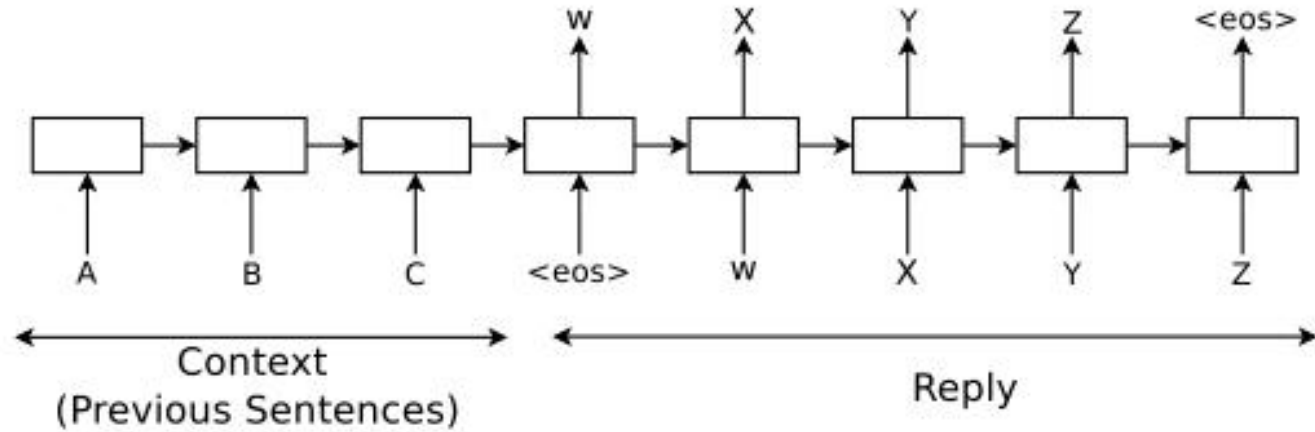 W X Y Z <eos>
A B C <eos> W X Y Z
Context
(Previous Sentences)
Reply